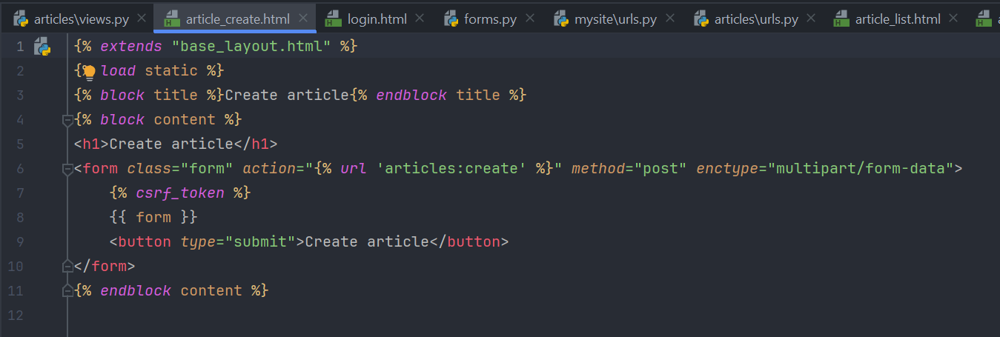 articles\views.py article_create.html login.html forms.py mysite\urls.py articles\urls.py article_list.html
1 {% extends "base_layout.html" %}
2 {% load static %}
3 {% block title %}Create article{% endblock title %}
4 {% block content %}
5 <h1>Create article</h1>
6 <form class="form" action="{% url 'articles:create' %}" method="post" enctype="multipart/form-data">
7 {% csrf_token %}
8 {{ form }}
9 <button type="submit">Create article</button>
10 </form>
11 {% endblock content %}
12